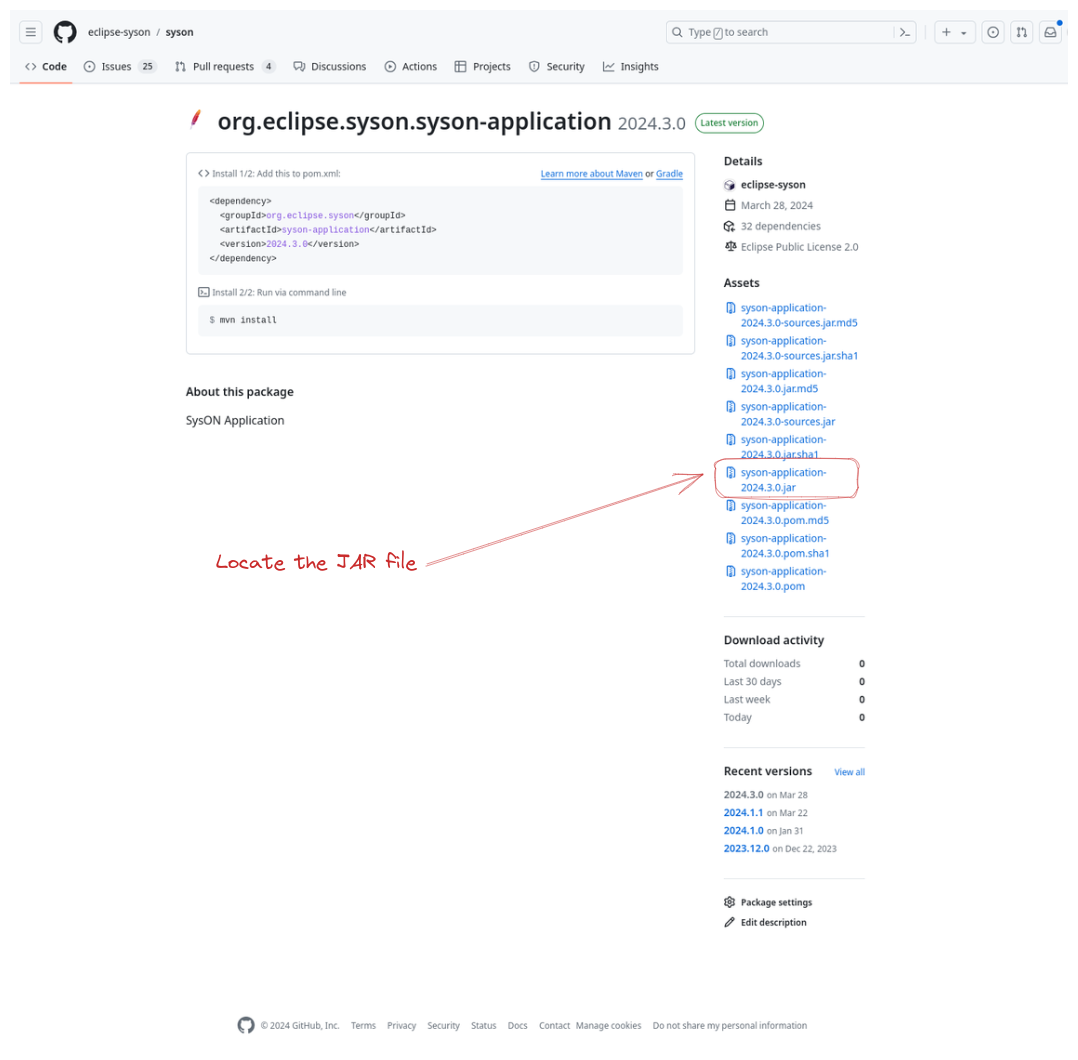 eclipse-syson / syson
Type / to search
Code
Issues 25
Pull requests 4
Discussions
Actions
Projects
Security
Insights
org.eclipse.syson.syson-application 2024.3.0 Latest version
Install 1/2: Add this to pom.xml:
Learn more about Maven or Gradle
<dependency>
<groupId>org.eclipse.syson</groupId>
<artifactId>syson-application</artifactId>
<version>2024.3.0</version>
</dependency>
Install 2/2: Run via command line
$ mvn install
About this package
SysON Application
Locate the JAR file
Details
eclipse-syson
March 28, 2024
32 dependencies
Eclipse Public License 2.0
Assets
syson-application-
2024.3.0-sources.jar.md5
syson-application-
2024.3.0-sources.jar.sha1
syson-application-
2024.3.0.jar.md5
syson-application-
2024.3.0-sources.jar
syson-application-
2024.3.0.jar.sha1
syson-application-
2024.3.0.jar
syson-application-
2024.3.0.pom.md5
syson-application-
2024.3.0.pom.sha1
syson-application-
2024.3.0.pom
Download activity
Total downloads 0
Last 30 days 0
Last week 0
Today 0
Recent versions View all
2024.3.0 on Mar 28
2024.1.1 on Mar 22
2024.1.0 on Jan 31
2023.12.0 on Dec 22, 2023
Package settings
Edit description
© 2024 GitHub, Inc. Terms Privacy Security Status Docs Contact Manage cookies Do not share my personal information